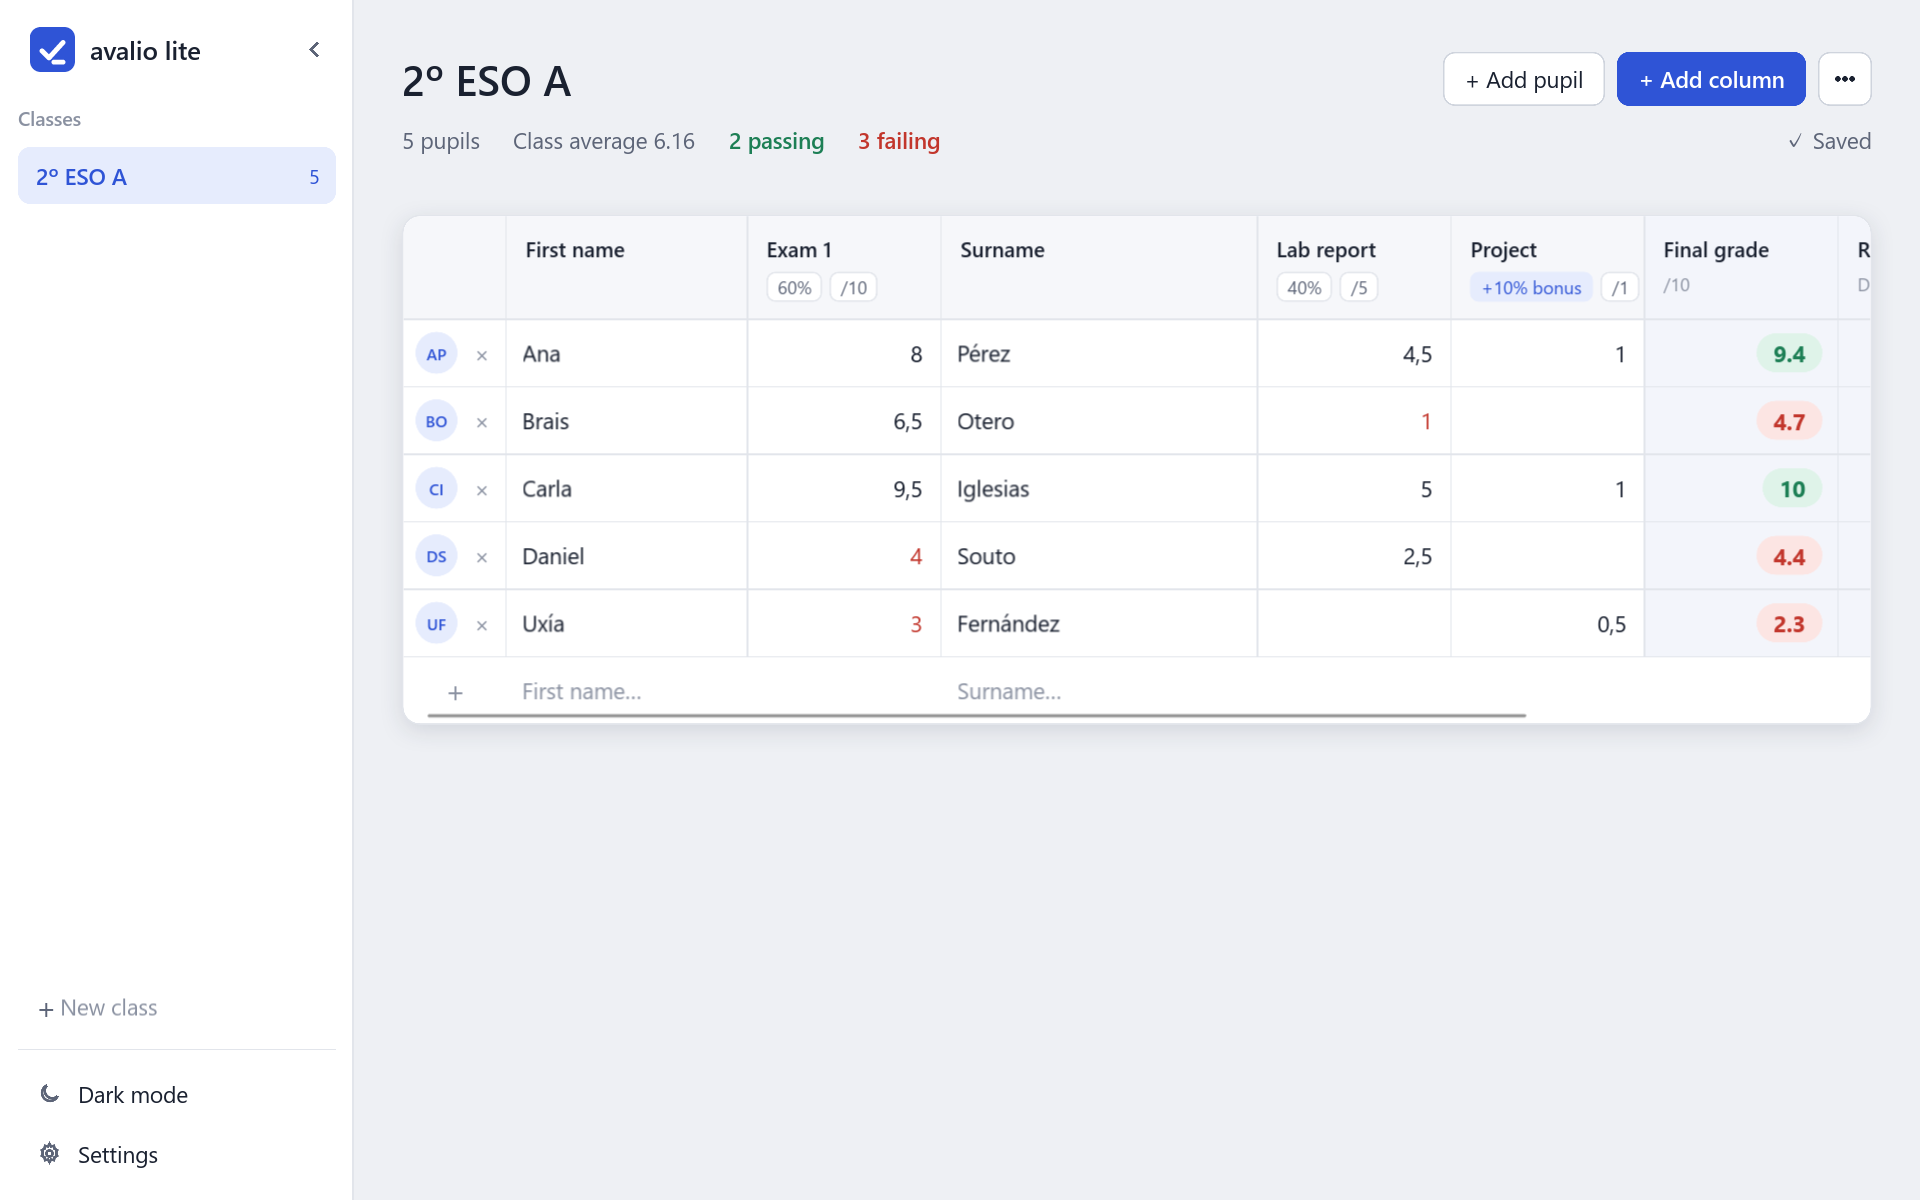 avalio lite
Classes
2º ESO A 5
+ New class
Dark mode
Settings
2º ESO A
+ Add pupil
+ Add column
5 pupils Class average 6.16 2 passing 3 failing
✓ Saved
First name Exam 1 Surname Lab report Project Final grade R
60% /10 40% /5 +10% bonus /1 /10 D
AP × Ana 8 Pérez 4,5 1 9.4
BO × Brais 6,5 Otero 1 4.7
CI × Carla 9,5 Iglesias 5 1 10
DS × Daniel 4 Souto 2,5 4.4
UF × Uxía 3 Fernández 0,5 2.3
+ First name... Surname...